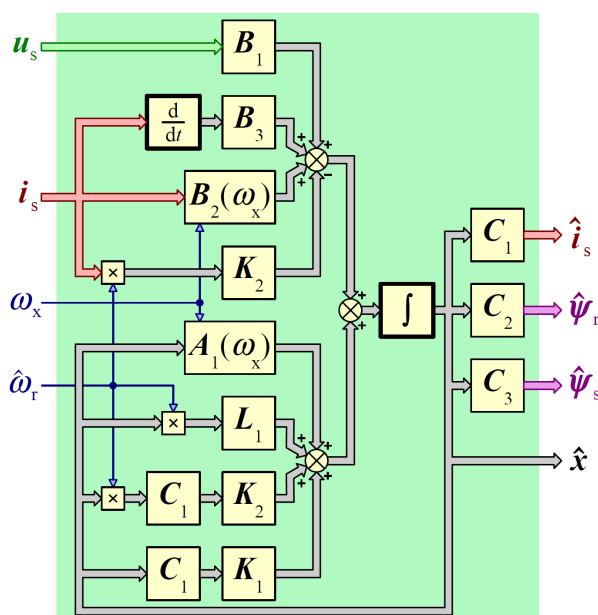 u_s
B_1
d/dt
B_3
+
+
+
−
i_s
B_2(ω_x)
C_1
î_s
×
K_2
ω_x
+
+
∫
C_2
ψ̂_r
A_1(ω_x)
ω̂_r
C_3
ψ̂_s
×
L_1
+
+
+
+
x̂
×
C_1
K_2
C_1
K_1